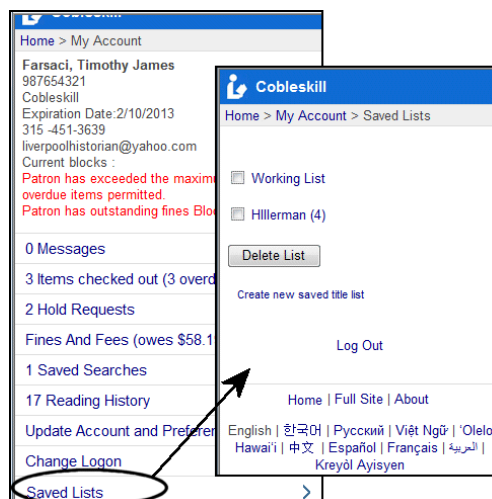 Cobleskill
Home > My Account
Farsaci, Timothy James
987654321
Cobleskill
Expiration Date:2/10/2013
315 -451-3639
liverpoolhistorian@yahoo.com
Current blocks :
Patron has exceeded the maximu
overdue items permitted.
Patron has outstanding fines Blo
0 Messages
3 Items checked out (3 overd
2 Hold Requests
Fines And Fees (owes $58.1
1 Saved Searches
17 Reading History
Update Account and Preferen
Change Logon
Saved Lists >
Cobleskill
Home > My Account > Saved Lists
Working List
HIllerman (4)
Delete List
Create new saved title list
Log Out
Home | Full Site | About
English | 한국어 | Русский | Việt Ngữ | 'Olelo
Hawai'i | 中文 | Español | Français | العربية |
Kreyòl Ayisyen